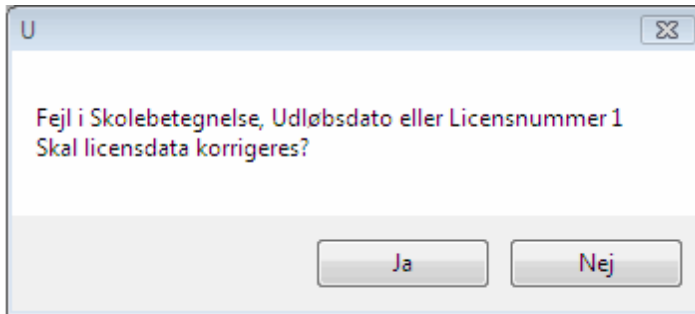 U
Fejl i Skolebetegnelse, Udløbsdato eller Licensnummer 1
Skal licensdata korrigeres?
Ja
Nej